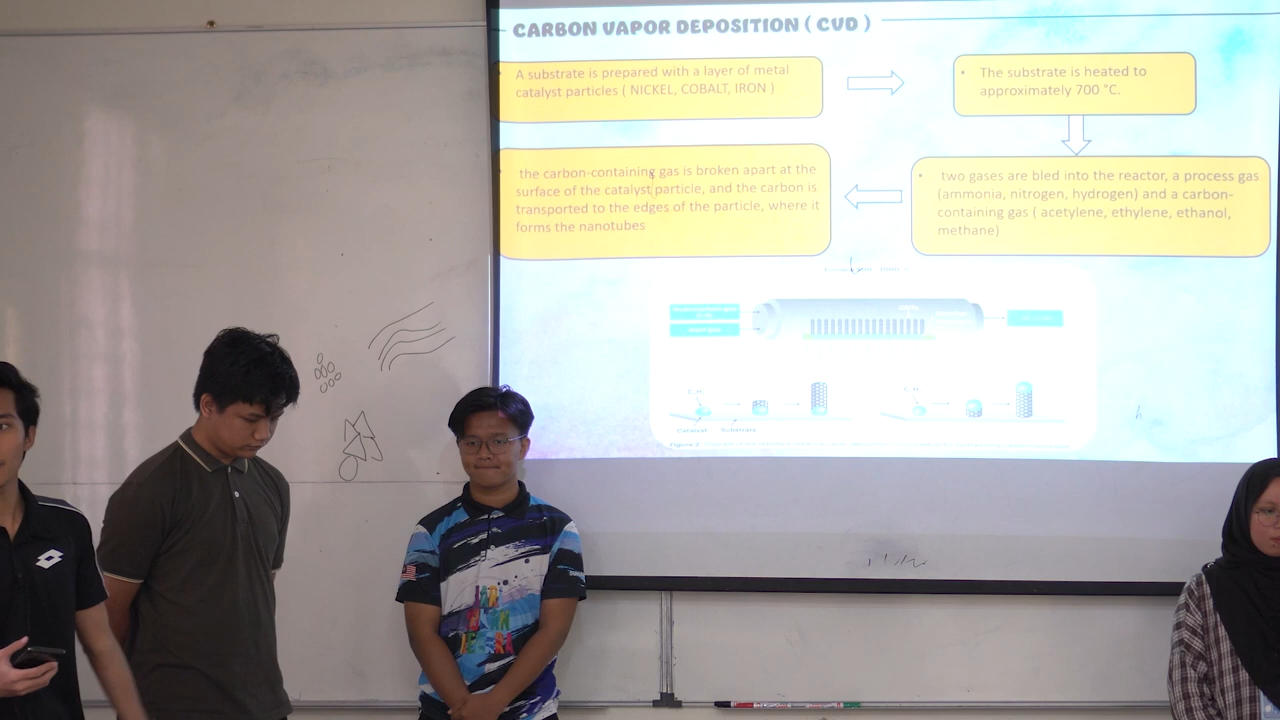 CARBON VAPOR DEPOSITION ( CVD )
• A substrate is prepared with a layer of metal
catalyst particles ( NICKEL, COBALT, IRON )
• The substrate is heated to
approximately 700 °C.
• two gases are bled into the reactor, a process gas
(ammonia, nitrogen, hydrogen) and a carbon-
containing gas ( acetylene, ethylene, ethanol,
methane)
the carbon-containing gas is broken apart at the
surface of the catalyst particle, and the carbon is
transported to the edges of the particle, where it
forms the nanotubes
Catalyst
Substrate
Figure 2